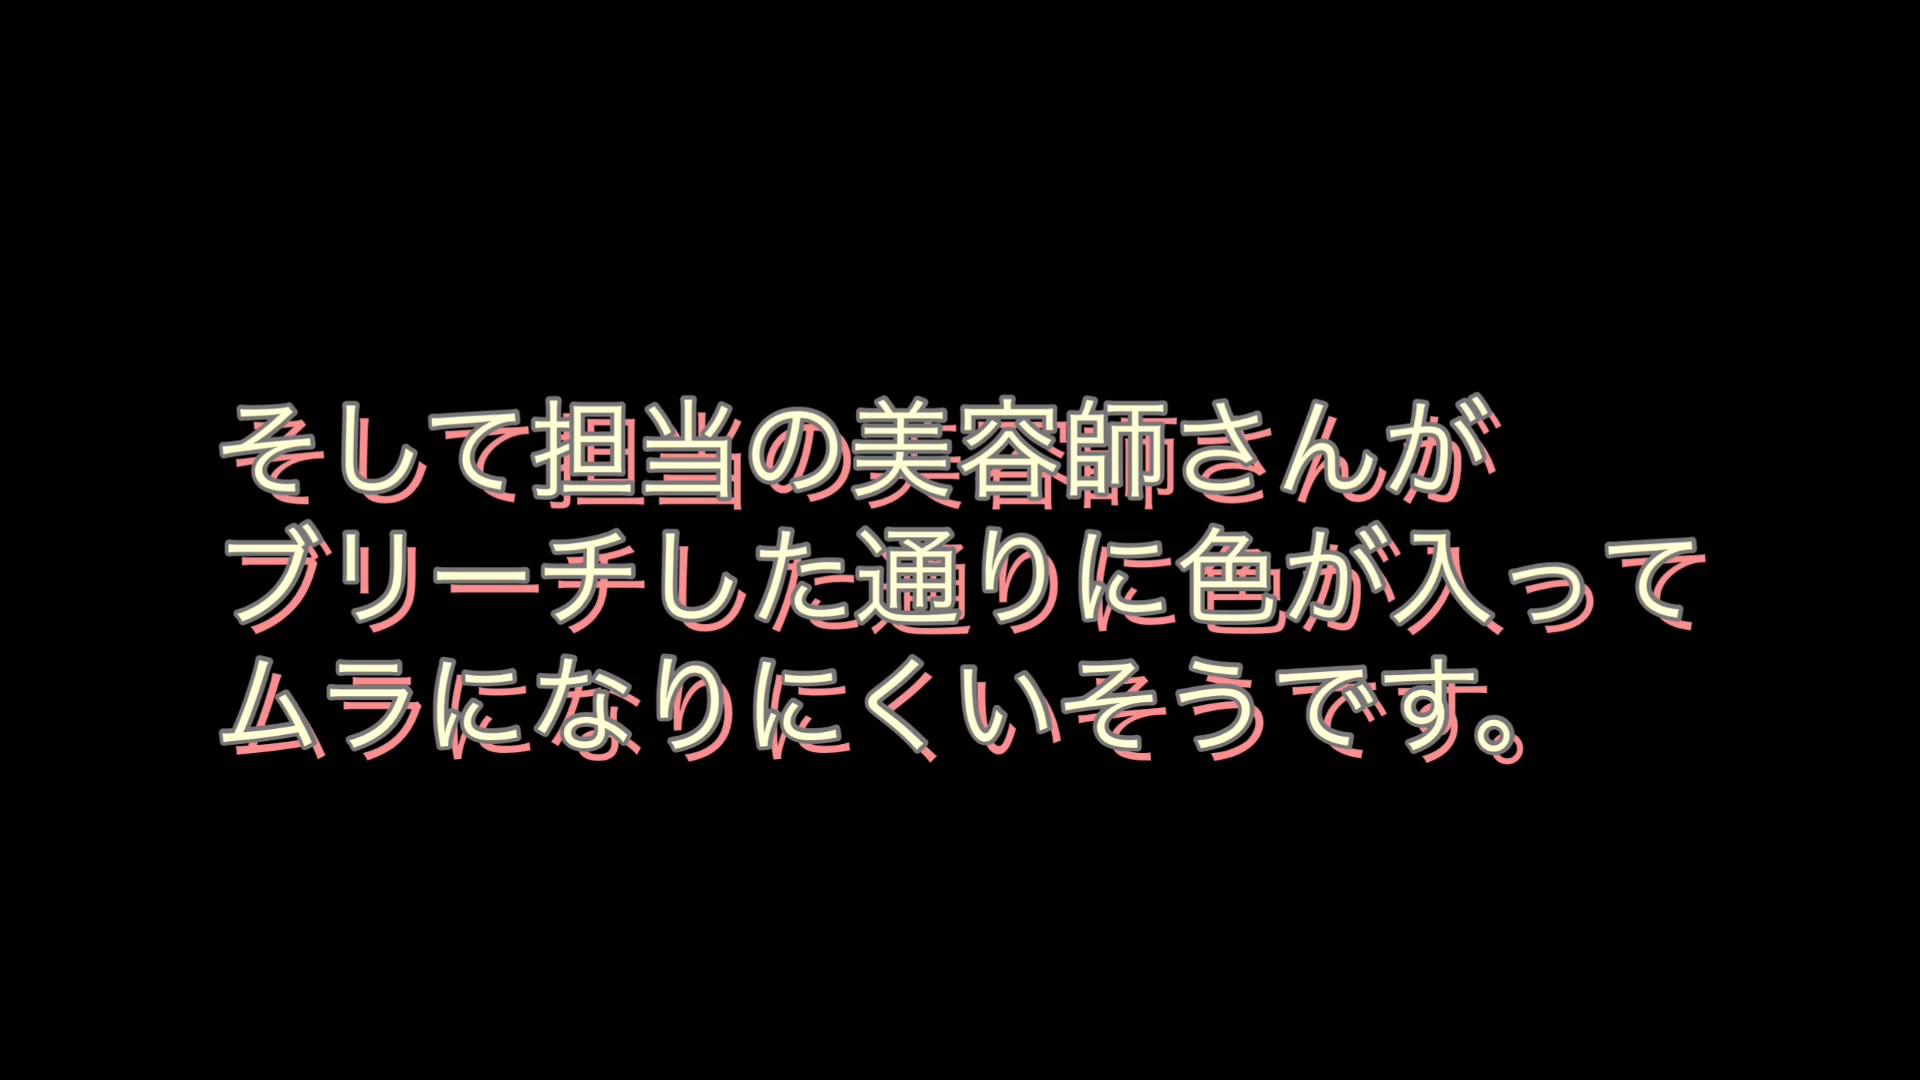 そして担当の美容師さんが
ブリーチした通りに色が入って
ムラになりにくいそうです。